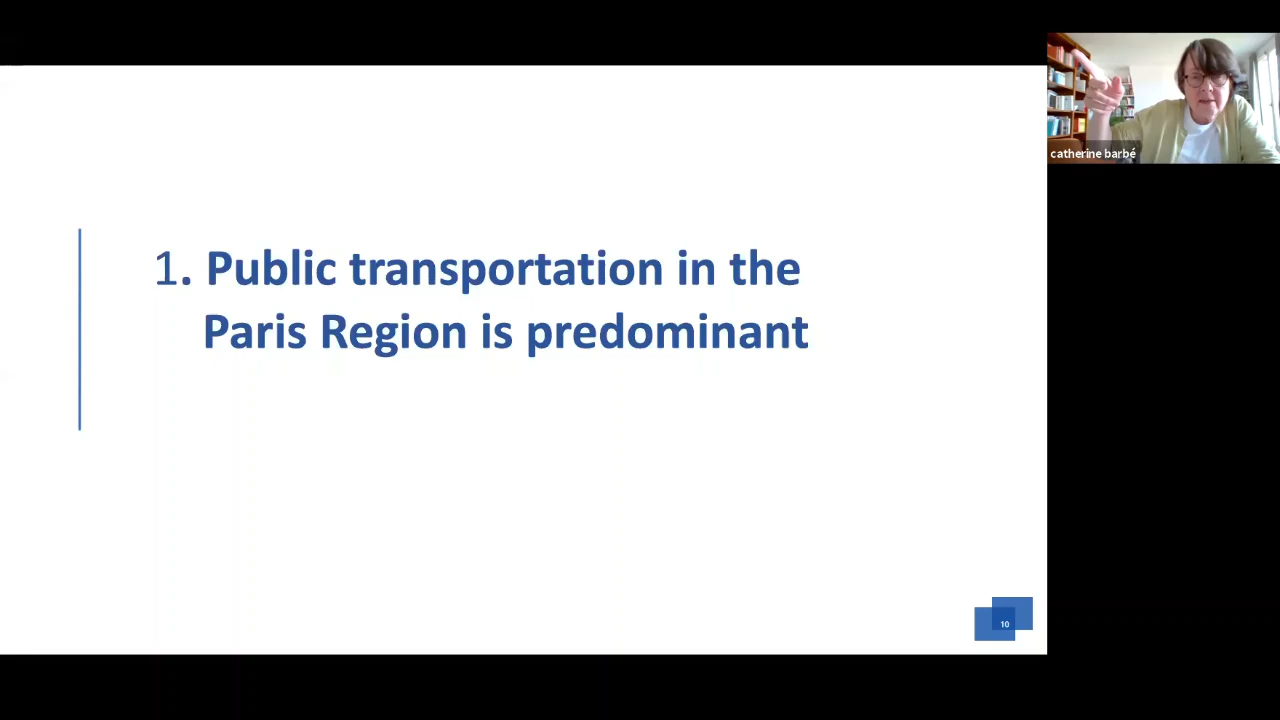 1. Public transportation in the
Paris Region is predominant
catherine barbé
10